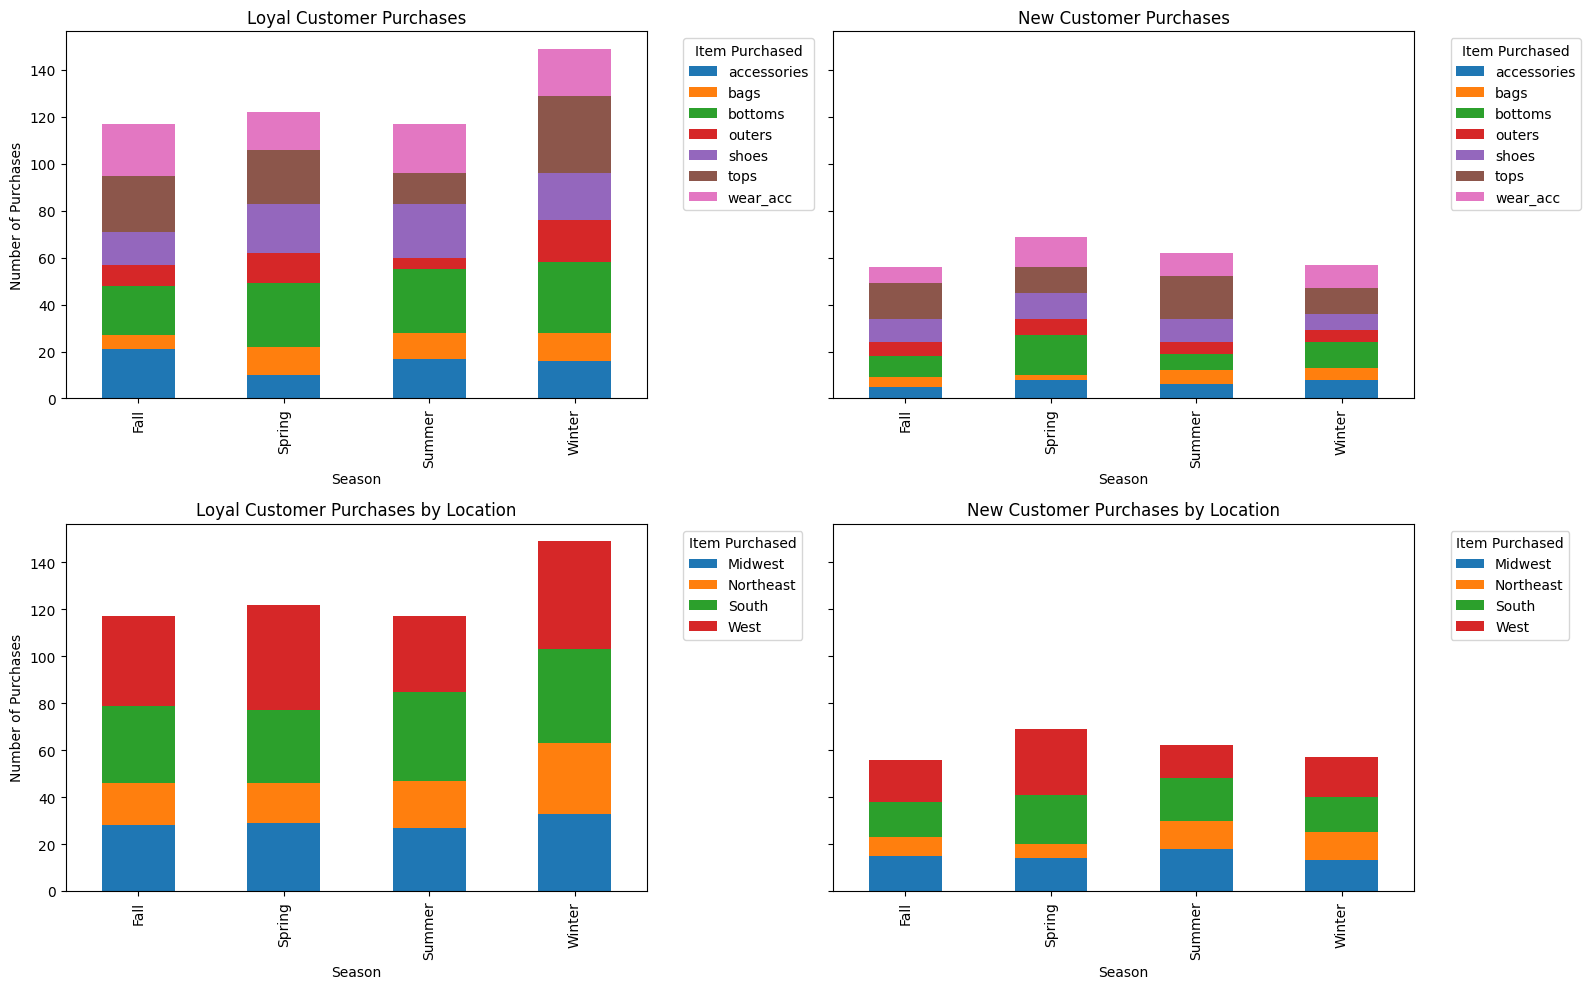 Loyal Customer Purchases
Number of Purchases
140
120
100
80
60
40
20
0
Fall
Spring
Summer
Winter
Season
Item Purchased
accessories
bags
bottoms
outers
shoes
tops
wear_acc
New Customer Purchases
Fall
Spring
Summer
Winter
Season
Item Purchased
accessories
bags
bottoms
outers
shoes
tops
wear_acc
Loyal Customer Purchases by Location
Number of Purchases
140
120
100
80
60
40
20
0
Fall
Spring
Summer
Winter
Season
Item Purchased
Midwest
Northeast
South
West
New Customer Purchases by Location
Fall
Spring
Summer
Winter
Season
Item Purchased
Midwest
Northeast
South
West